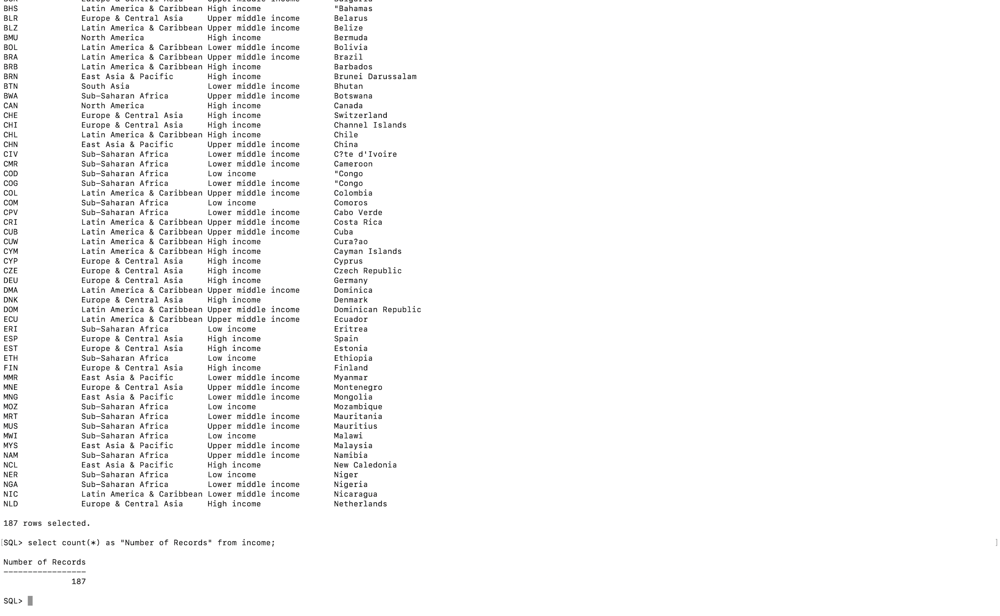 BHS Latin America & Caribbean High income "Bahamas
BLR Europe & Central Asia Upper middle income Belarus
BLZ Latin America & Caribbean Upper middle income Belize
BMU North America High income Bermuda
BOL Latin America & Caribbean Lower middle income Bolivia
BRA Latin America & Caribbean Upper middle income Brazil
BRB Latin America & Caribbean High income Barbados
BRN East Asia & Pacific High income Brunei Darussalam
BTN South Asia Lower middle income Bhutan
BWA Sub-Saharan Africa Upper middle income Botswana
CAN North America High income Canada
CHE Europe & Central Asia High income Switzerland
CHI Europe & Central Asia High income Channel Islands
CHL Latin America & Caribbean High income Chile
CHN East Asia & Pacific Upper middle income China
CIV Sub-Saharan Africa Lower middle income C?te d'Ivoire
CMR Sub-Saharan Africa Lower middle income Cameroon
COD Sub-Saharan Africa Low income "Congo
COG Sub-Saharan Africa Lower middle income "Congo
COL Latin America & Caribbean Upper middle income Colombia
COM Sub-Saharan Africa Low income Comoros
CPV Sub-Saharan Africa Lower middle income Cabo Verde
CRI Latin America & Caribbean Upper middle income Costa Rica
CUB Latin America & Caribbean Upper middle income Cuba
CUW Latin America & Caribbean High income Cura?ao
CYM Latin America & Caribbean High income Cayman Islands
CYP Europe & Central Asia High income Cyprus
CZE Europe & Central Asia High income Czech Republic
DEU Europe & Central Asia High income Germany
DMA Latin America & Caribbean Upper middle income Dominica
DNK Europe & Central Asia High income Denmark
DOM Latin America & Caribbean Upper middle income Dominican Republic
ECU Latin America & Caribbean Upper middle income Ecuador
ERI Sub-Saharan Africa Low income Eritrea
ESP Europe & Central Asia High income Spain
EST Europe & Central Asia High income Estonia
ETH Sub-Saharan Africa Low income Ethiopia
FIN Europe & Central Asia High income Finland
MMR East Asia & Pacific Lower middle income Myanmar
MNE Europe & Central Asia Upper middle income Montenegro
MNG East Asia & Pacific Lower middle income Mongolia
MOZ Sub-Saharan Africa Low income Mozambique
MRT Sub-Saharan Africa Lower middle income Mauritania
MUS Sub-Saharan Africa Upper middle income Mauritius
MWI Sub-Saharan Africa Low income Malawi
MYS East Asia & Pacific Upper middle income Malaysia
NAM Sub-Saharan Africa Upper middle income Namibia
NCL East Asia & Pacific High income New Caledonia
NER Sub-Saharan Africa Low income Niger
NGA Sub-Saharan Africa Lower middle income Nigeria
NIC Latin America & Caribbean Lower middle income Nicaragua
NLD Europe & Central Asia High income Netherlands
187 rows selected.
[SQL> select count(*) as "Number of Records" from income; ]
Number of Records
-----------------
187
SQL>